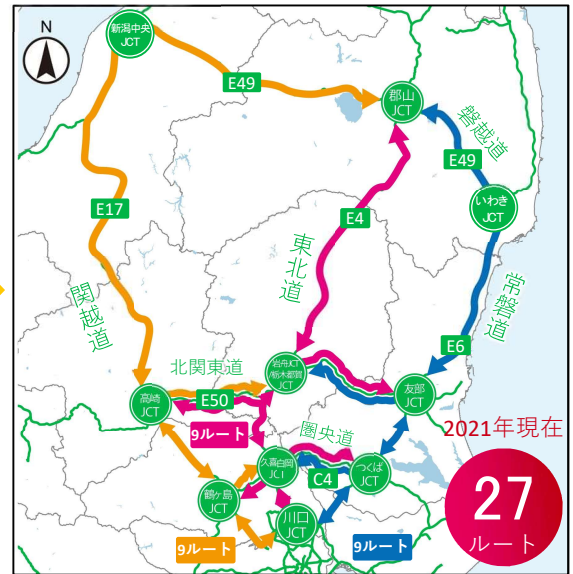 N
新潟中央
JCT
E49
郡山
JCT
磐越道
E49
E17
いわき
JCT
E4
東北道
関越道
常磐道
E6
北関東道
岩舟JCT
/栃木都賀
JCT
高崎
JCT
E50
友部
JCT
9ルート
圏央道
2021年現在
久喜白岡
JCT
つくば
JCT
C4
鶴ヶ島
JCT
川口
JCT
27
ルート
9ルート
9ルート